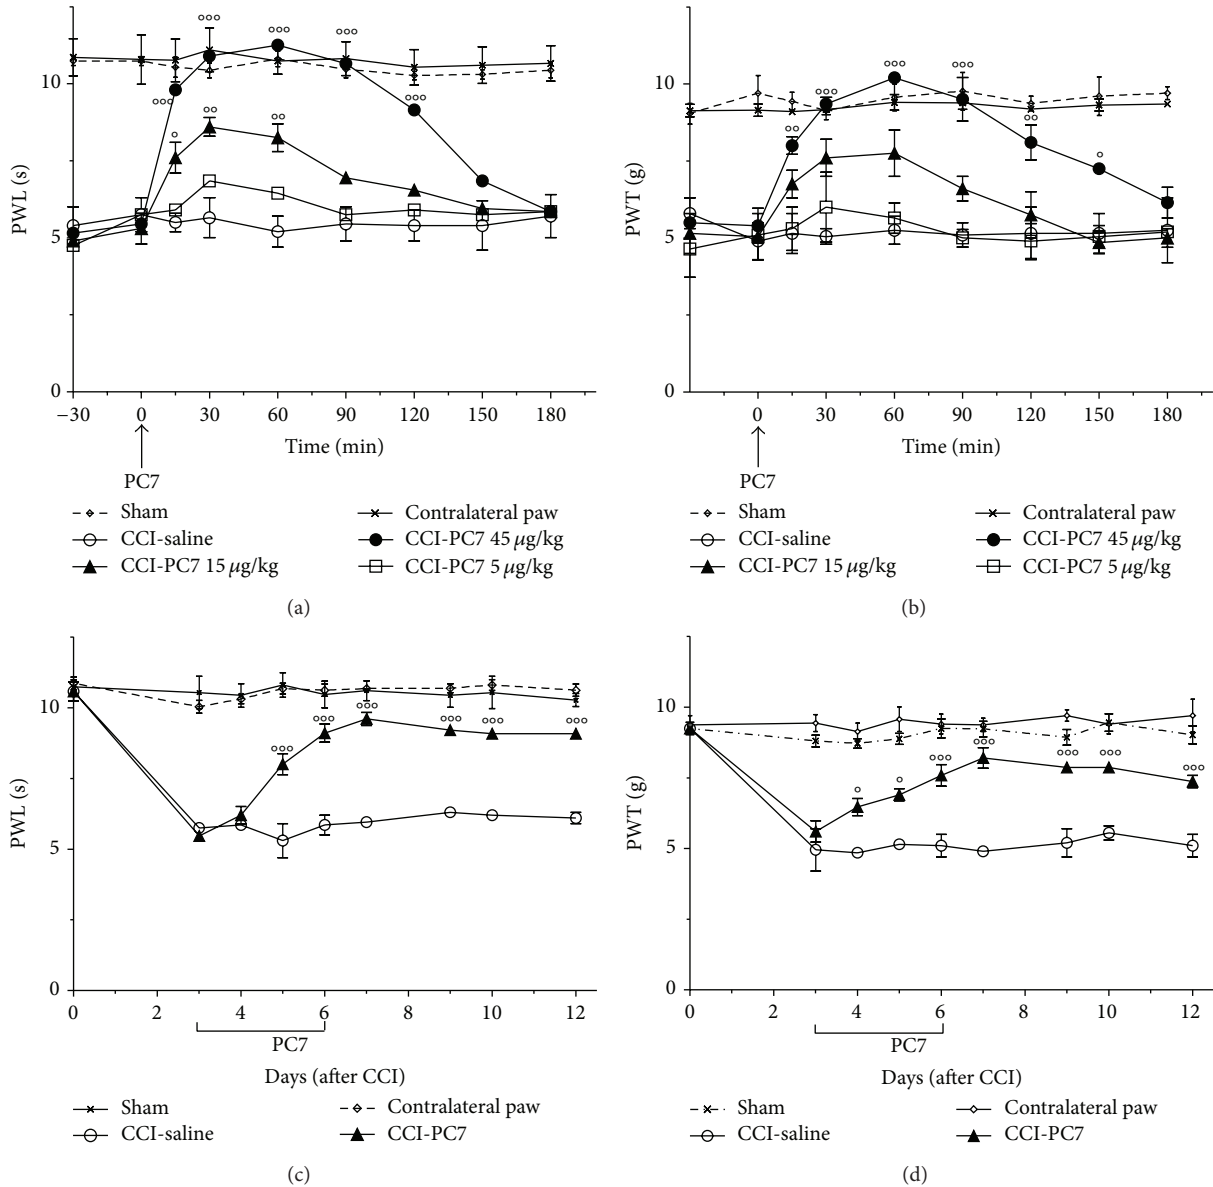 PWL (s)
10
5
0
−30 0 30 60 90 120 150 180
Time (min)
PC7
Sham
Contralateral paw
CCI-saline
CCI-PC7 45 μg/kg
CCI-PC7 15 μg/kg
CCI-PC7 5 μg/kg
(a)
PWT (g)
10
5
0
0 30 60 90 120 150 180
Time (min)
PC7
Sham
Contralateral paw
CCI-saline
CCI-PC7 45 μg/kg
CCI-PC7 15 μg/kg
CCI-PC7 5 μg/kg
(b)
PWL (s)
10
5
0
0 2 4 6 8 10 12
PC7
Days (after CCI)
Sham
Contralateral paw
CCI-saline
CCI-PC7
(c)
PWT (g)
10
5
0
0 2 4 6 8 10 12
PC7
Days (after CCI)
Sham
Contralateral paw
CCI-saline
CCI-PC7
(d)